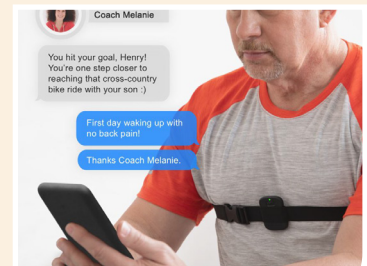 Coach Melanie
You hit your goal, Henry!
You're one step closer to
reaching that cross-country
bike ride with your son :)
First day waking up with
no back pain!
Thanks Coach Melanie.